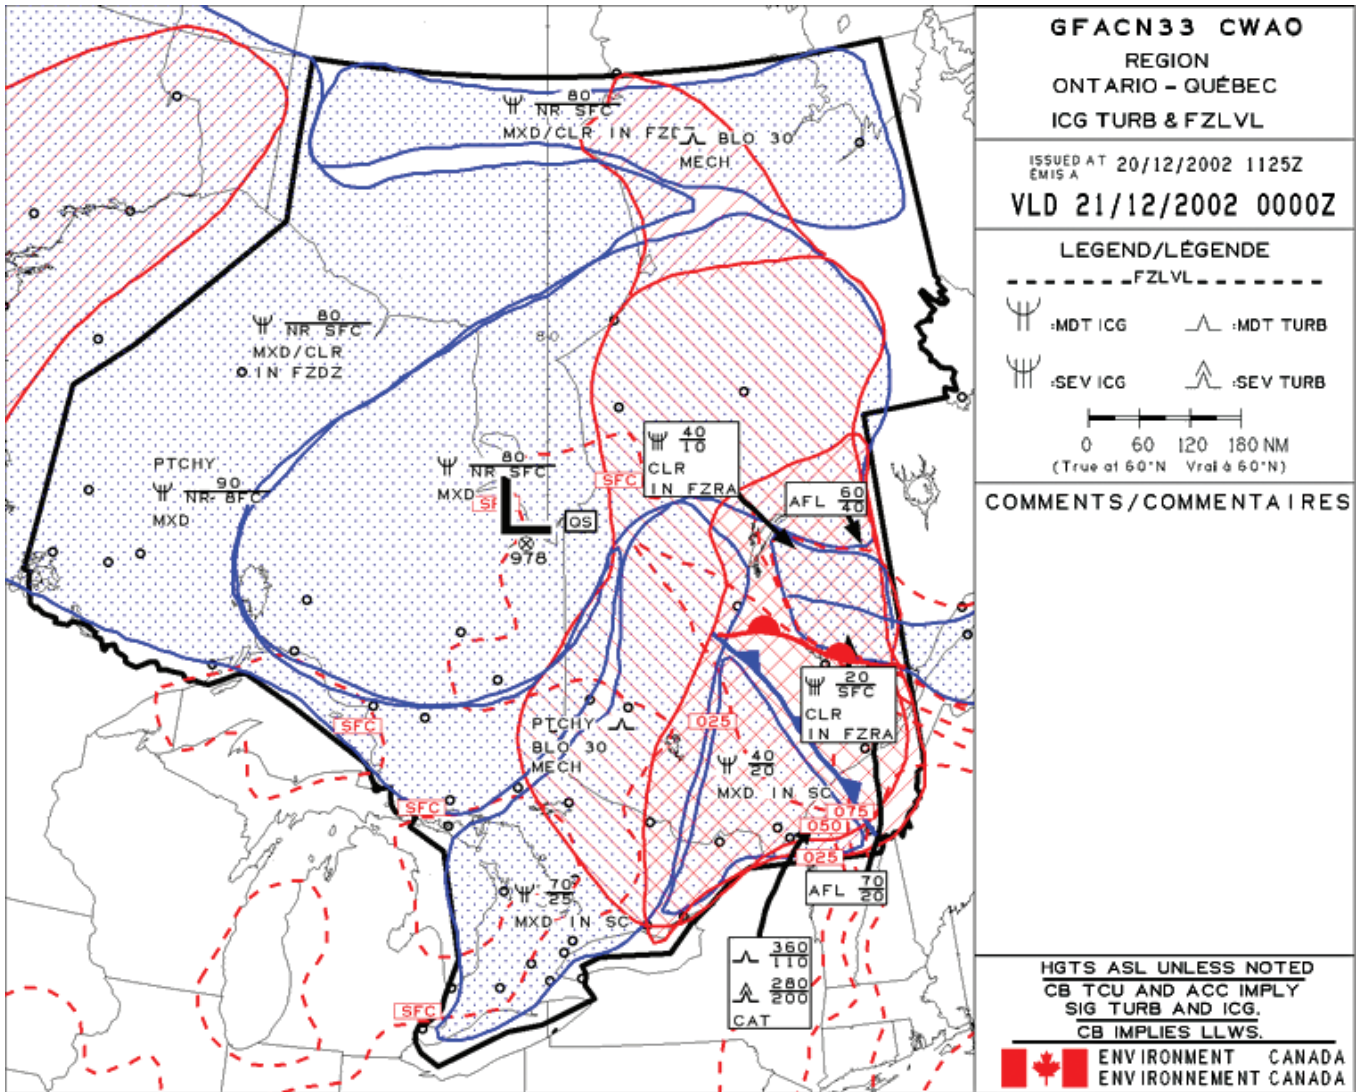 GFACN33 CWAO
REGION
ONTARIO - QUÉBEC
ICG TURB & FZLVL
ISSUED AT 20/12/2002 1125Z
ÉMIS A
VLD 21/12/2002 0000Z
LEGEND/LÉGENDE
FZLVL
:MDT ICG :MDT TURB
:SEV ICG :SEV TURB
0 60 120 180 NM
(True at 60°N Vrai à 60°N)
COMMENTS/COMMENTAIRES
HGTS ASL UNLESS NOTED
CB TCU AND ACC IMPLY
SIG TURB AND ICG.
CB IMPLIES LLWS.
ENVIRONMENT CANADA
ENVIRONNEMENT CANADA
80
NR SFC
MXD/CLR IN
BLO 30
MECH
80
NR SFC
MXD/CLR
IN FZDZ
80
PTCHY
90
NR SFC
MXD
80
NR SFC
MXD
SFC
QS
978
SFC
40
10
CLR
IN FZRA
AFL 60
40
20
SFC
CLR
IN FZRA
025
PTCHY
BLO 30
MECH
40
20
MXD IN SC
SFC
SFC
075
050
025
AFL 70
20
70
25
MXD IN SC
360
110
280
200
CAT
SFC